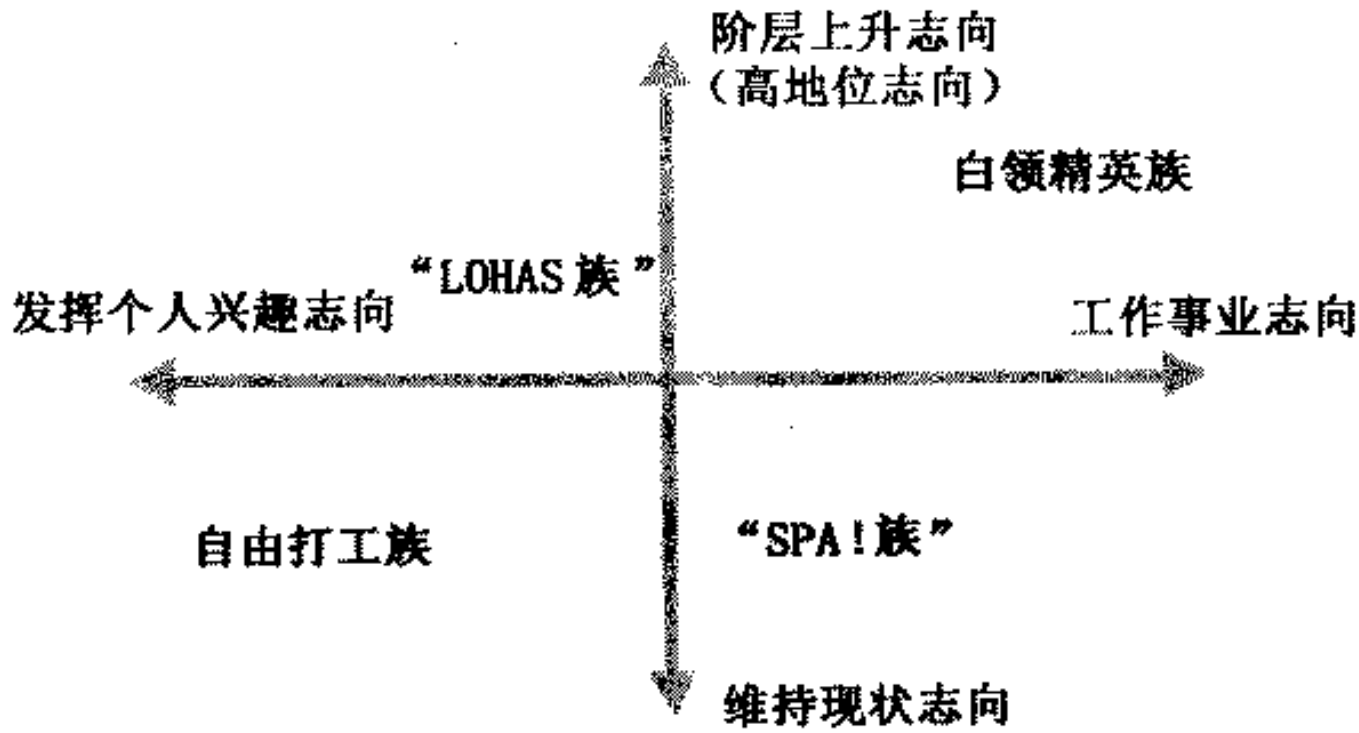 阶层上升志向
（高地位志向）
白领精英族
“LOHAS族”
发挥个人兴趣志向
工作事业志向
自由打工族
“SPA！族”
维持现状志向